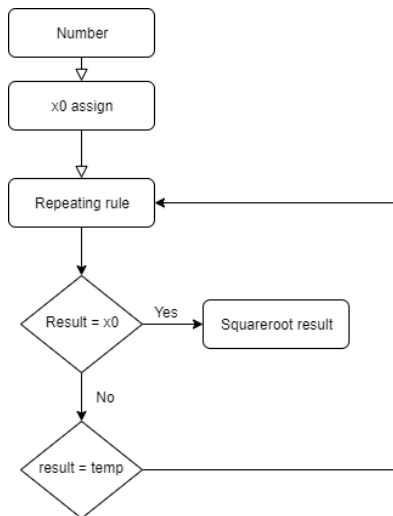 Number
x0 assign
Repeating rule
Result = x0
Yes
Squareroot result
No
result = temp